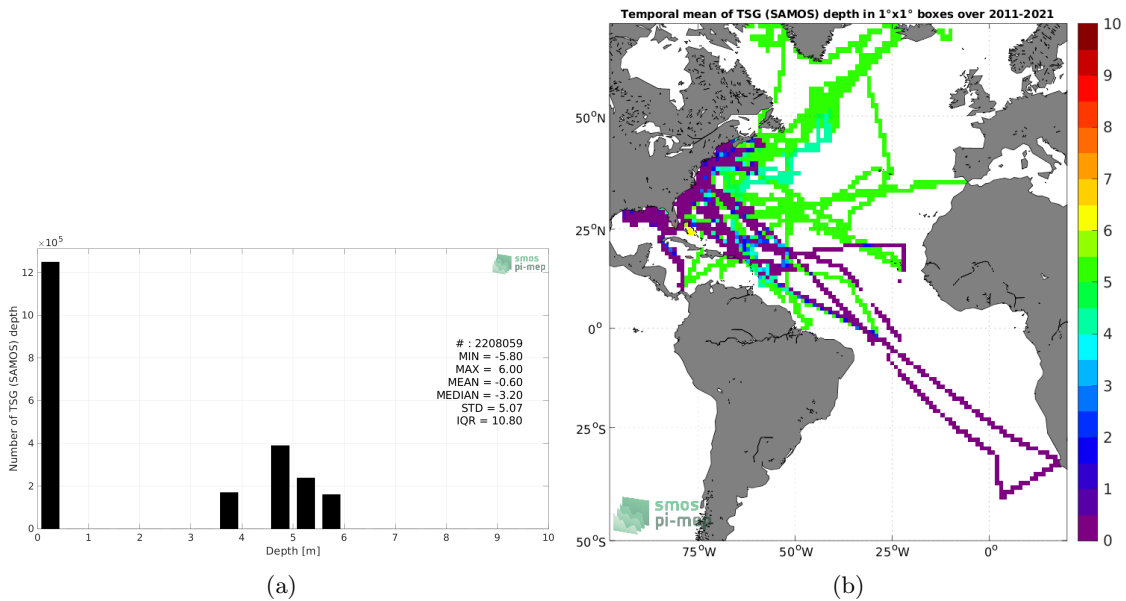 Temporal mean of TSG (SAMOS) depth in 1°x1° boxes over 2011-2021
×10⁵
12
10
8
6
4
2
0
Number of TSG (SAMOS) depth
0 1 2 3 4 5 6 7 8 9 10
Depth [m]
smos
pi-mep
# : 2208059
MIN = -5.80
MAX = 6.00
MEAN = -0.60
MEDIAN = -3.20
STD = 5.07
IQR = 10.80
(a)
50°N
25°N
0°
25°S
50°S
75°W 50°W 25°W 0°
smos
pi-mep
10
9
8
7
6
5
4
3
2
1
0
(b)